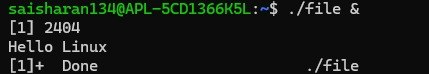 saisharan134@APL-5CD1366K5L:~$ ./file &
[1] 2404
Hello Linux
[1]+  Done                    ./file